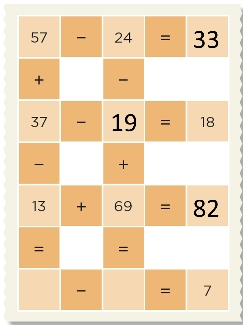 57 − 24 = 33
+ −
37 − 19 = 18
− +
13 + 69 = 82
= =
− = 7